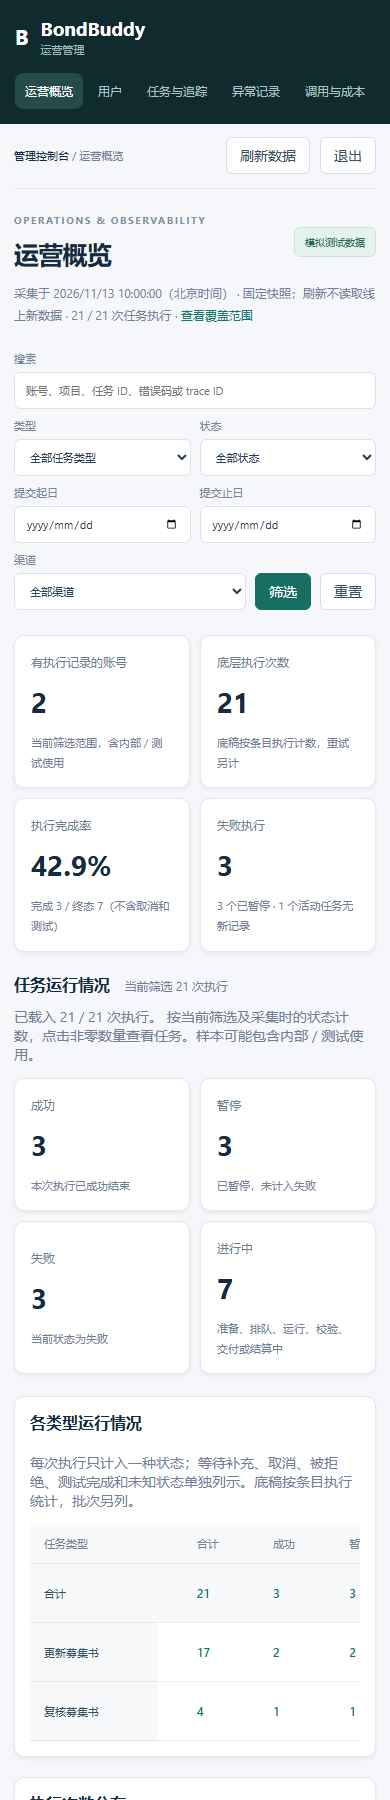 B BondBuddy
运营管理
运营概览 用户 任务与追踪 异常记录 调用与成本
管理控制台 / 运营概览 刷新数据 退出
OPERATIONS & OBSERVABILITY
运营概览
模拟测试数据
采集于 2026/11/13 10:00:00（北京时间） · 固定快照；刷新不读取线
上新数据 · 21 / 21 次任务执行 · 查看覆盖范围
搜索
账号、项目、任务 ID、错误码或 trace ID
类型 状态
全部任务类型 全部状态
提交起日 提交止日
yyyy/mm/dd yyyy/mm/dd
渠道
全部渠道 筛选 重置
有执行记录的账号
2
当前筛选范围，含内部 / 测
试使用
底层执行次数
21
底稿按条目执行计数，重试
另计
执行完成率
42.9%
完成 3 / 终态 7（不含取消和
测试）
失败执行
3
3 个已暂停 · 1 个活动任务无
新记录
任务运行情况 当前筛选 21 次执行
已载入 21 / 21 次执行。 按当前筛选及采集时的状态计
数，点击非零数量查看任务。样本可能包含内部 / 测试使
用。
成功
3
本次执行已成功结束
暂停
3
已暂停，未计入失败
失败
3
当前状态为失败
进行中
7
准备、排队、运行、校验、
交付或结算中
各类型运行情况
每次执行只计入一种状态；等待补充、取消、被拒
绝、测试完成和未知状态单独列示。底稿按条目执行
统计，批次另列。
任务类型 合计 成功 暂
合计 21 3 3
更新募集书 17 2 2
复核募集书 4 1 1